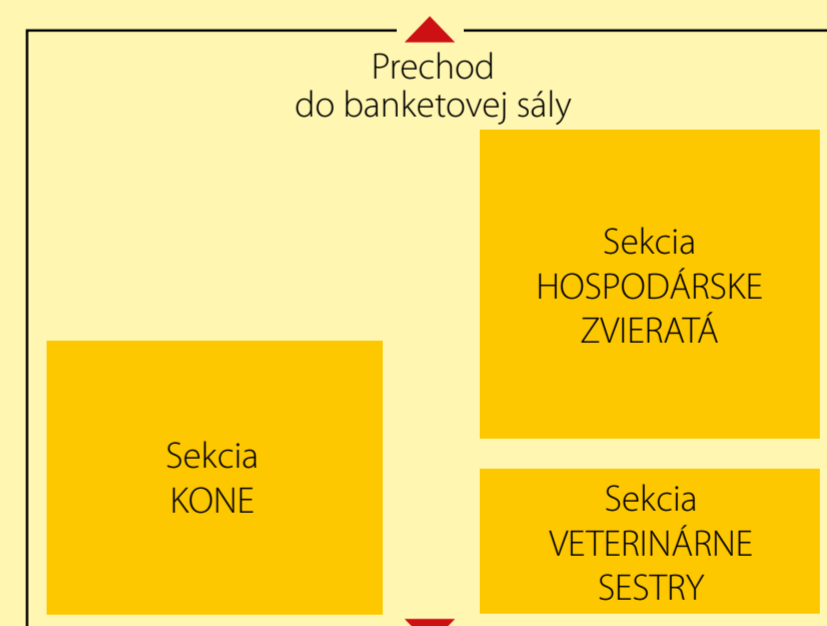 Prechod
do banketovej sály
Sekcia
HOSPODÁRSKE
ZVIERATÁ
Sekcia
KONE
Sekcia
VETERINÁRNE
SESTRY